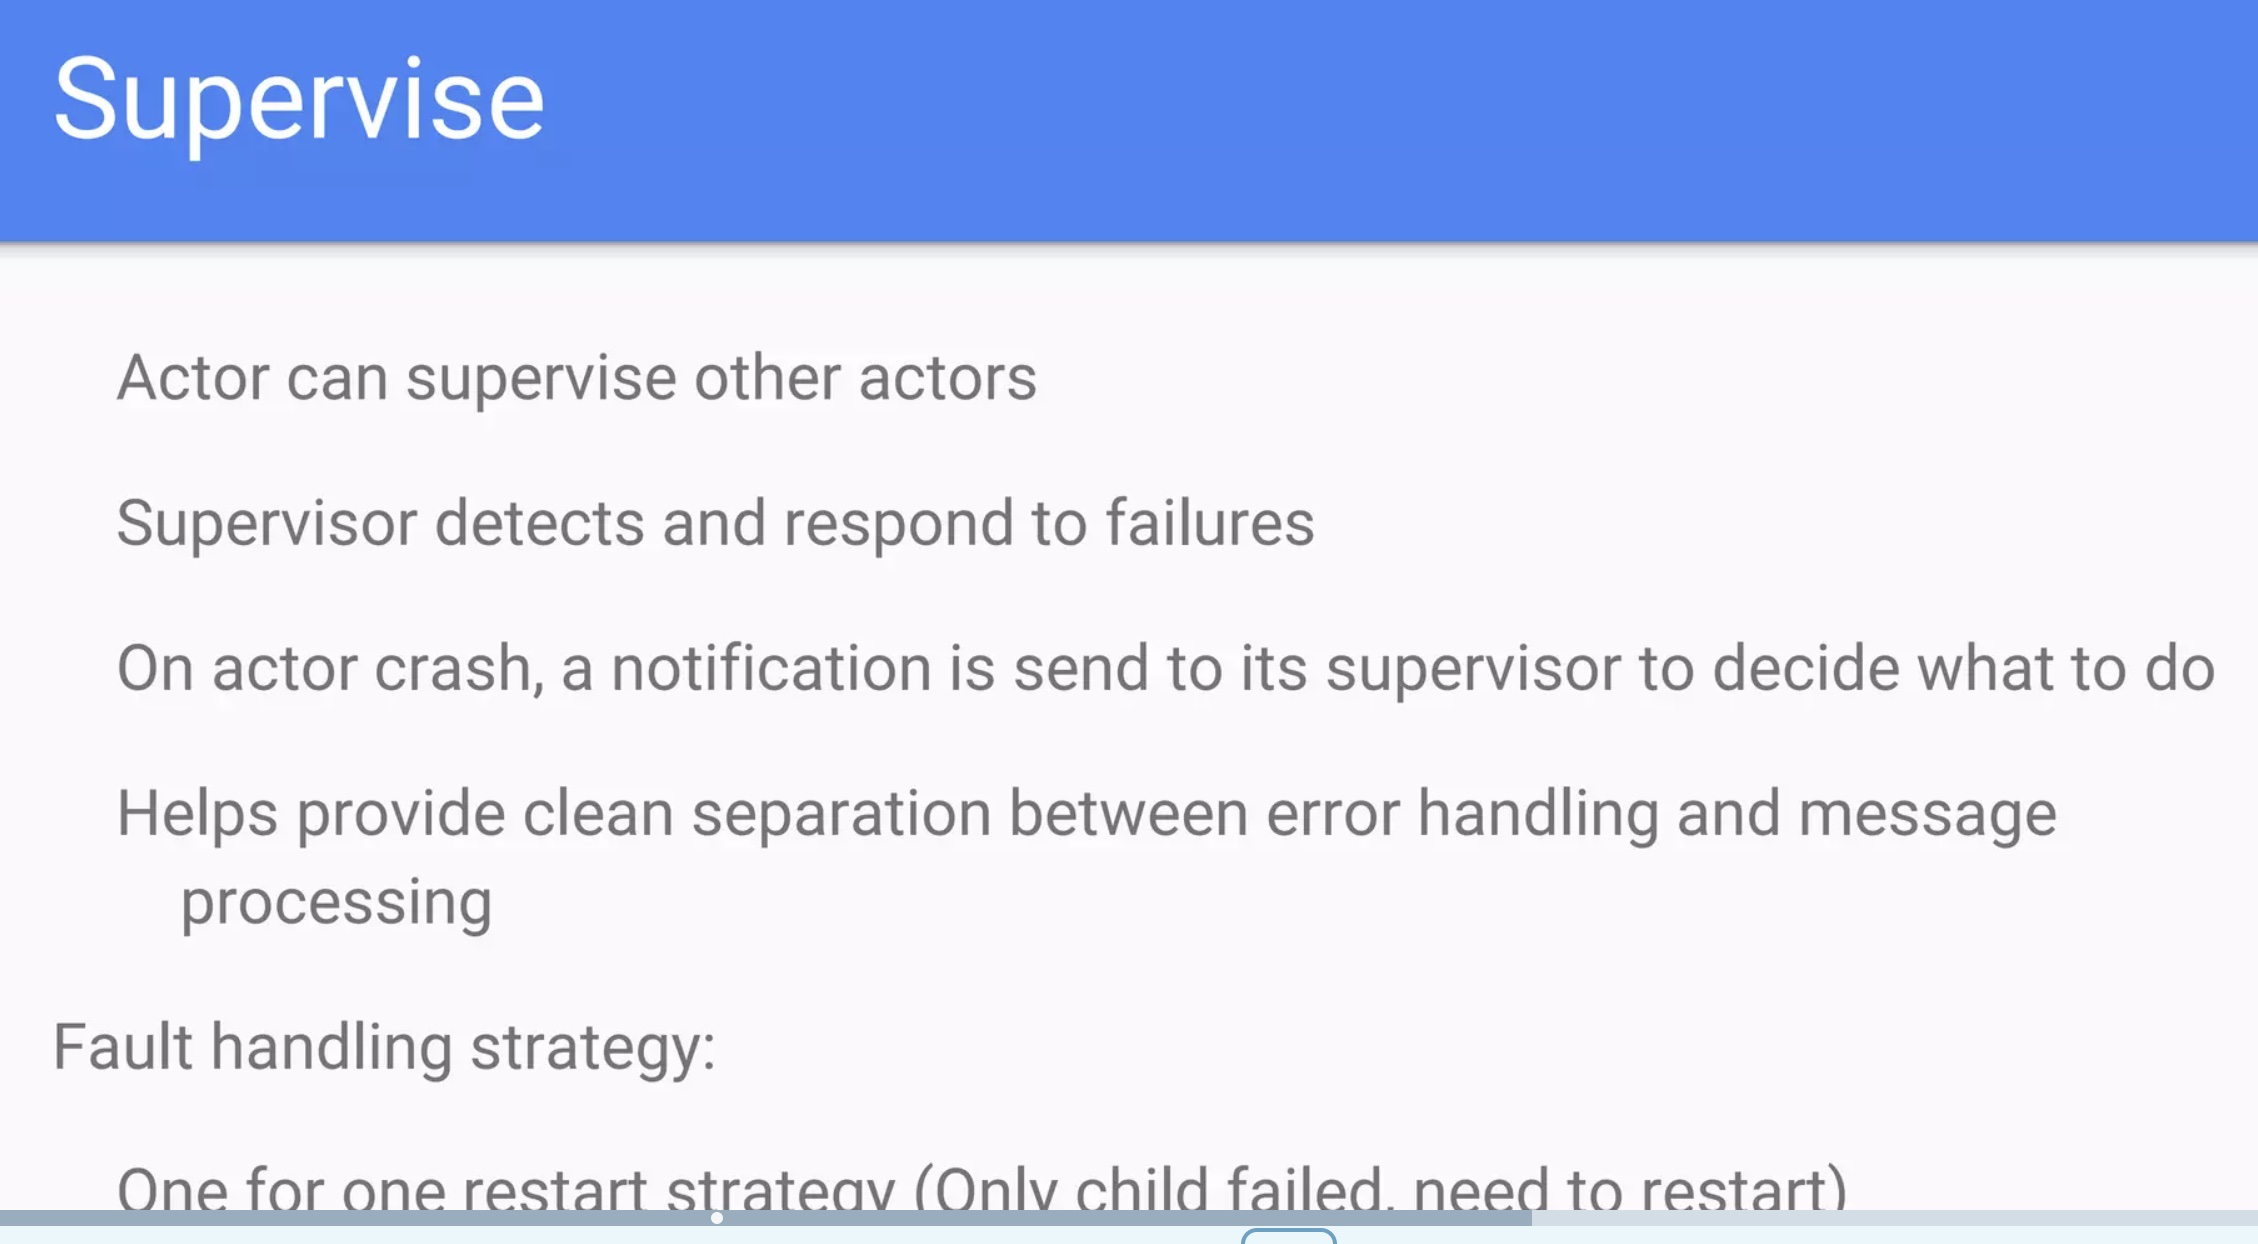 Supervise
Actor can supervise other actors
Supervisor detects and respond to failures
On actor crash, a notification is send to its supervisor to decide what to do
Helps provide clean separation between error handling and message
processing
Fault handling strategy:
One for one restart strategy (Only child failed, need to restart)